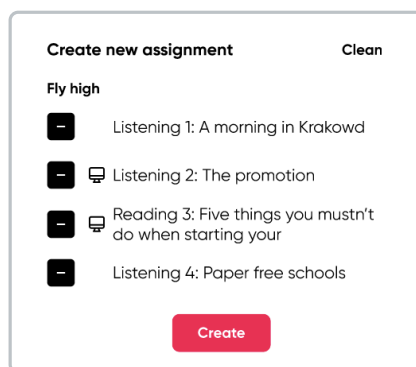 Create new assignment Clean
Fly high
Listening 1: A morning in Krakowd
Listening 2: The promotion
Reading 3: Five things you mustn't
do when starting your
Listening 4: Paper free schools
Create